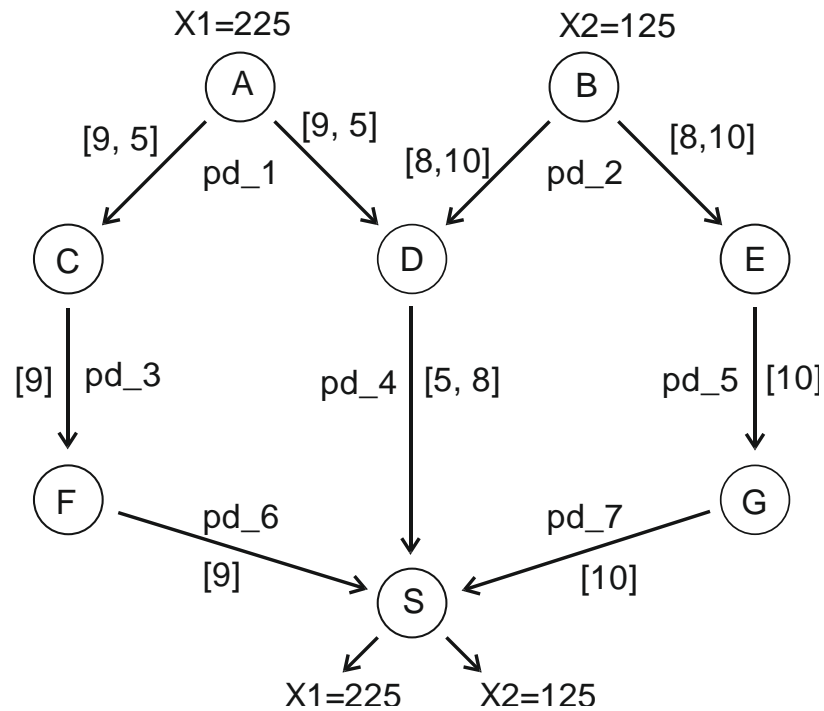 X1=225
X2=125
A
B
[9, 5]
[9, 5]
[8,10]
[8,10]
pd_1
pd_2
C
D
E
[9]
pd_3
pd_4
[5, 8]
pd_5
[10]
F
G
pd_6
pd_7
[9]
[10]
S
X1=225
X2=125